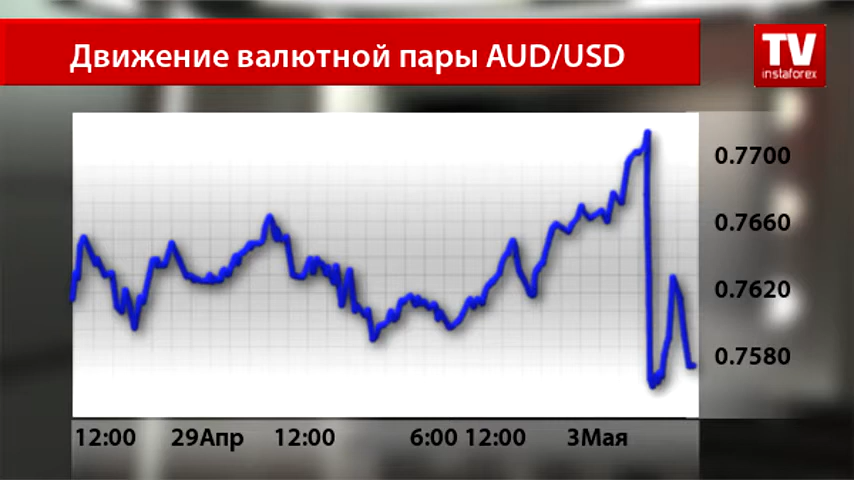 Движение валютной пары AUD/USD
TV
instaforex
0.7700
0.7660
0.7620
0.7580
12:00 29Апр 12:00 6:00 12:00 3Мая